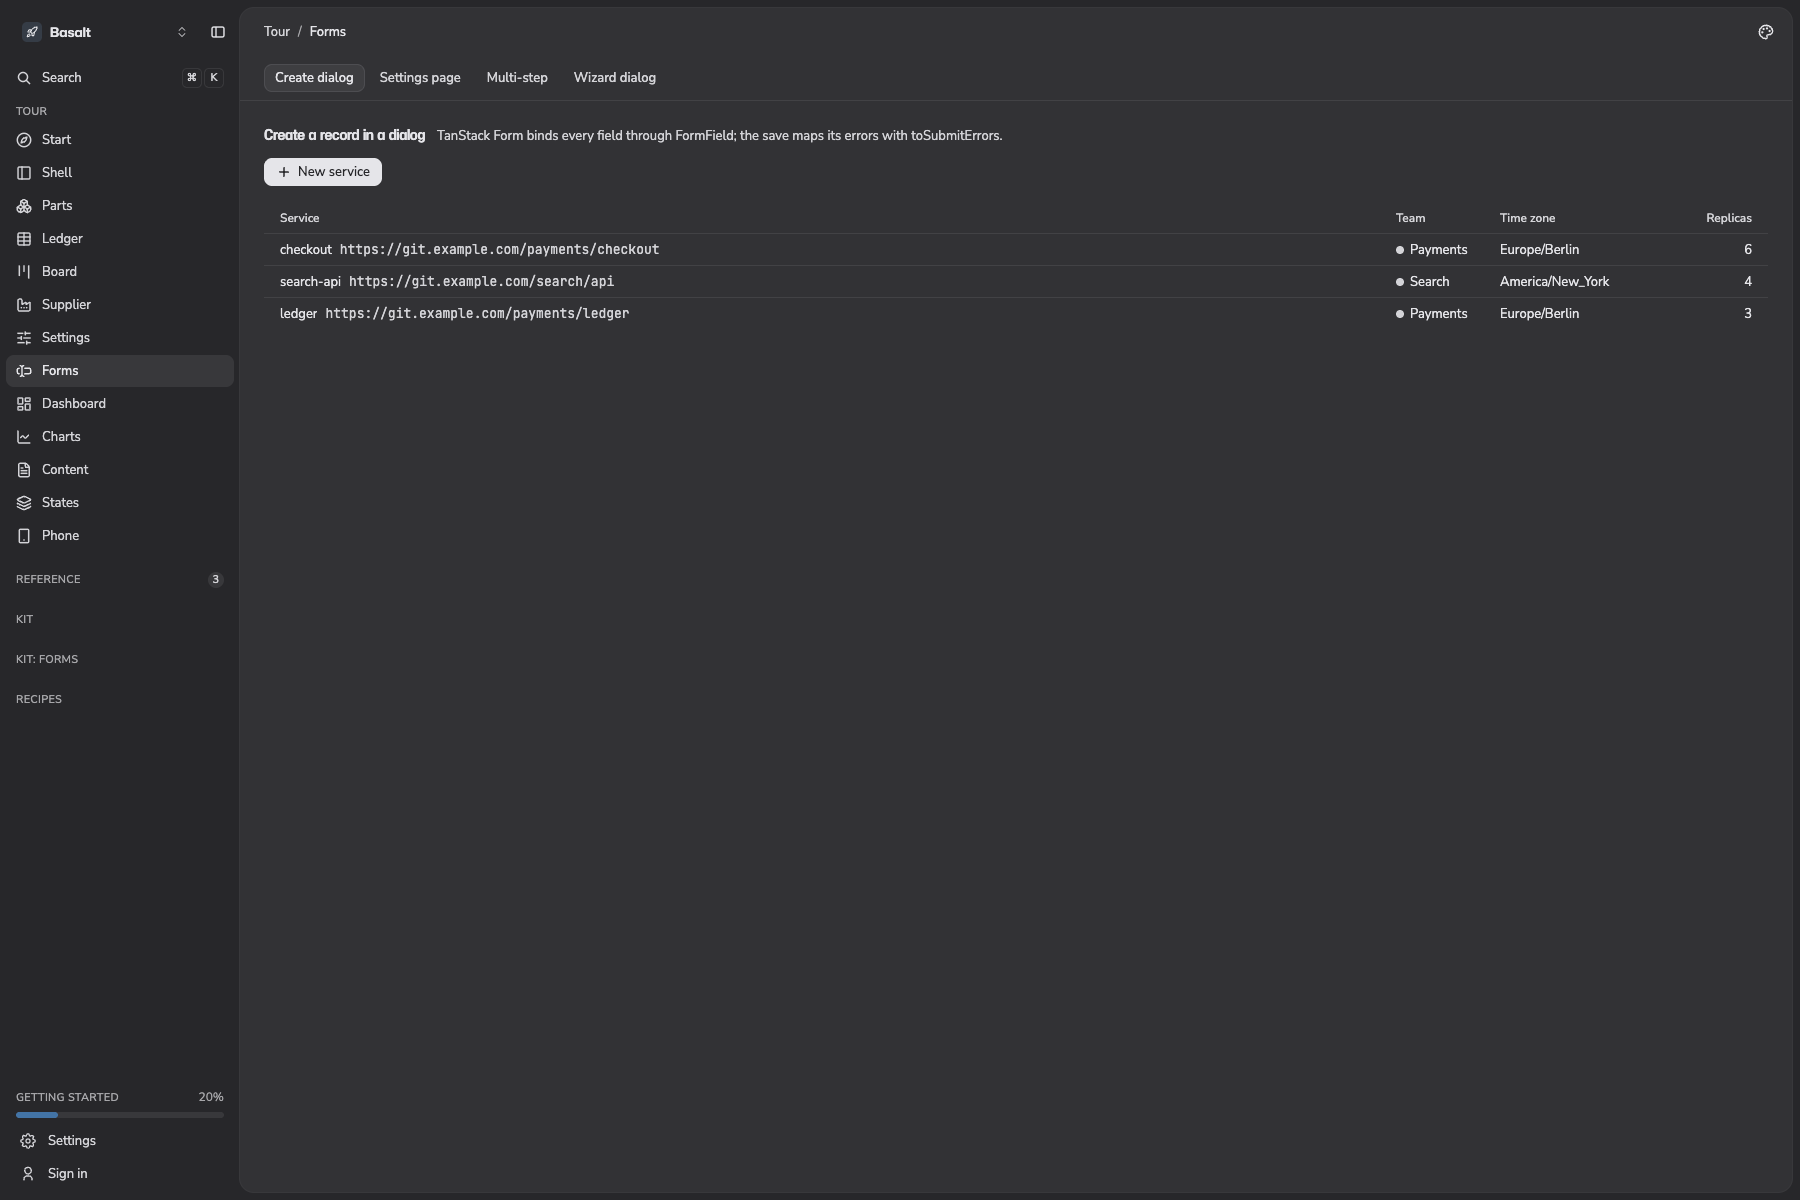 Basalt
Search ⌘ K
TOUR
Start
Shell
Parts
Ledger
Board
Supplier
Settings
Forms
Dashboard
Charts
Content
States
Phone
REFERENCE 3
KIT
KIT: FORMS
RECIPES
GETTING STARTED 20%
Settings
Sign in
Tour / Forms
Create dialog Settings page Multi-step Wizard dialog
Create a record in a dialog TanStack Form binds every field through FormField; the save maps its errors with toSubmitErrors.
+ New service
Service Team Time zone Replicas
checkout https://git.example.com/payments/checkout Payments Europe/Berlin 6
search-api https://git.example.com/search/api Search America/New_York 4
ledger https://git.example.com/payments/ledger Payments Europe/Berlin 3